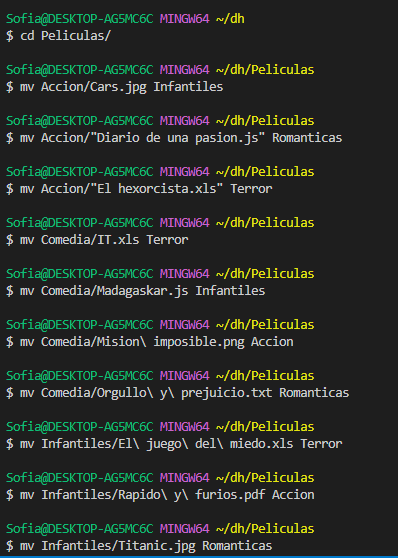 Sofia@DESKTOP-AG5MC6C MINGW64 ~/dh
$ cd Peliculas/
Sofia@DESKTOP-AG5MC6C MINGW64 ~/dh/Peliculas
$ mv Accion/Cars.jpg Infantiles
Sofia@DESKTOP-AG5MC6C MINGW64 ~/dh/Peliculas
$ mv Accion/"Diario de una pasion.js" Romanticas
Sofia@DESKTOP-AG5MC6C MINGW64 ~/dh/Peliculas
$ mv Accion/"El hexorcista.xls" Terror
Sofia@DESKTOP-AG5MC6C MINGW64 ~/dh/Peliculas
$ mv Comedia/IT.xls Terror
Sofia@DESKTOP-AG5MC6C MINGW64 ~/dh/Peliculas
$ mv Comedia/Madagaskar.js Infantiles
Sofia@DESKTOP-AG5MC6C MINGW64 ~/dh/Peliculas
$ mv Comedia/Mision\ imposible.png Accion
Sofia@DESKTOP-AG5MC6C MINGW64 ~/dh/Peliculas
$ mv Comedia/Orgullo\ y\ prejuicio.txt Romanticas
Sofia@DESKTOP-AG5MC6C MINGW64 ~/dh/Peliculas
$ mv Infantiles/El\ juego\ del\ miedo.xls Terror
Sofia@DESKTOP-AG5MC6C MINGW64 ~/dh/Peliculas
$ mv Infantiles/Rapido\ y\ furios.pdf Accion
Sofia@DESKTOP-AG5MC6C MINGW64 ~/dh/Peliculas
$ mv Infantiles/Titanic.jpg Romanticas